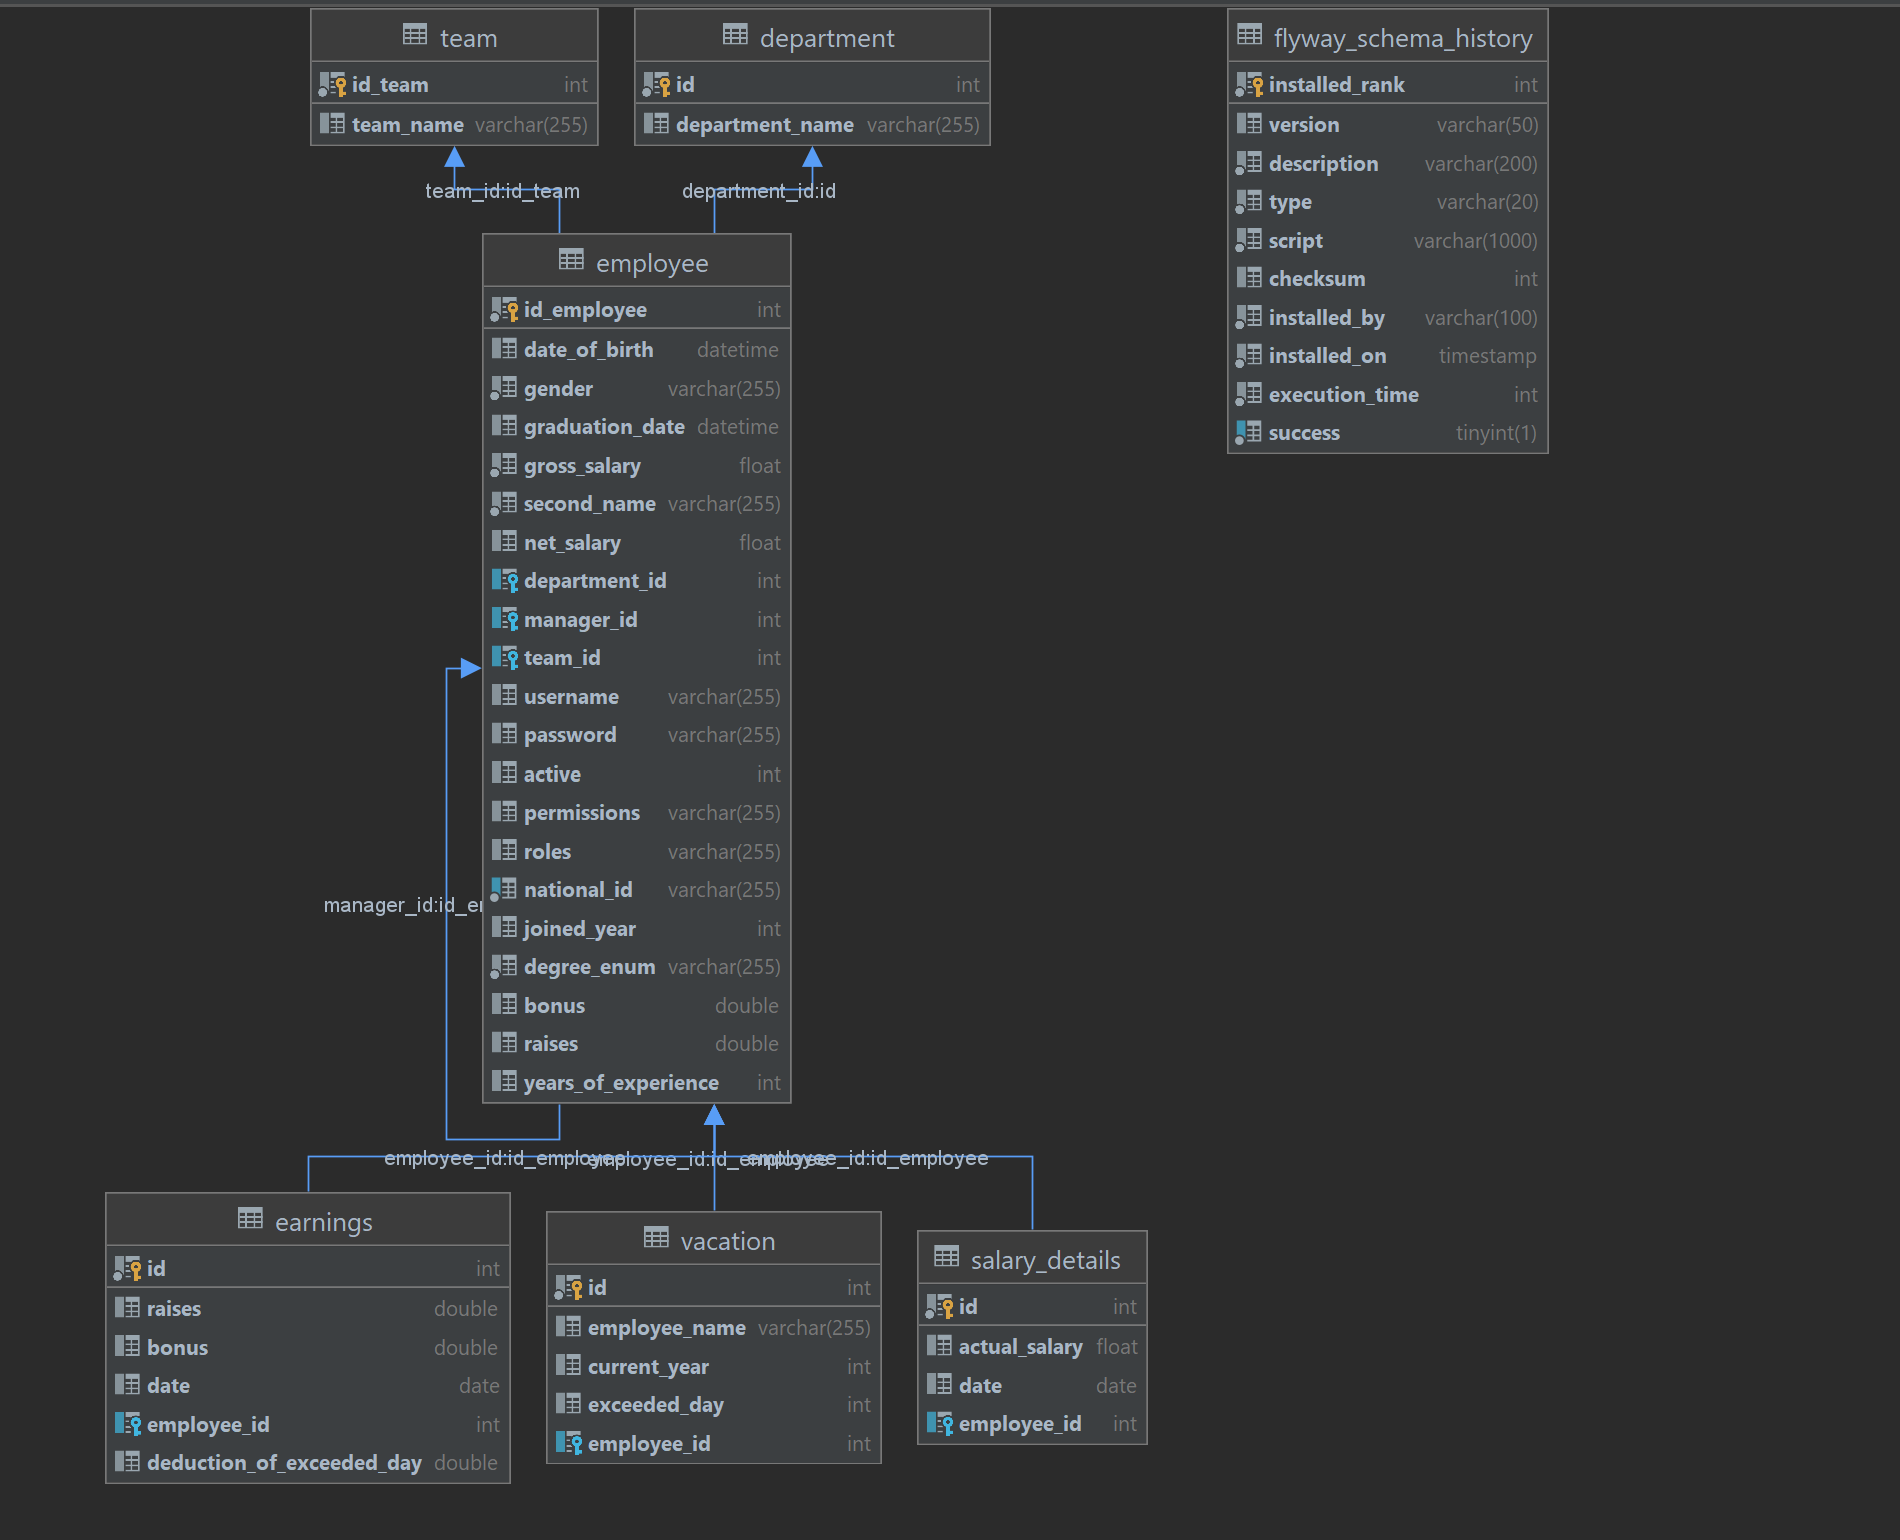 team
id_team int
team_name varchar(255)
department
id int
department_name varchar(255)
flyway_schema_history
installed_rank int
version varchar(50)
description varchar(200)
type varchar(20)
script varchar(1000)
checksum int
installed_by varchar(100)
installed_on timestamp
execution_time int
success tinyint(1)
team_id:id_team
department_id:id
employee
id_employee int
date_of_birth datetime
gender varchar(255)
graduation_date datetime
gross_salary float
second_name varchar(255)
net_salary float
department_id int
manager_id int
team_id int
username varchar(255)
password varchar(255)
active int
permissions varchar(255)
roles varchar(255)
national_id varchar(255)
joined_year int
degree_enum varchar(255)
bonus double
raises double
years_of_experience int
manager_id:id_e
employee_id:id_employee
employee_id:id_employee
employee_id:id_employee
earnings
id int
raises double
bonus double
date date
employee_id int
deduction_of_exceeded_day double
vacation
id int
employee_name varchar(255)
current_year int
exceeded_day int
employee_id int
salary_details
id int
actual_salary float
date date
employee_id int